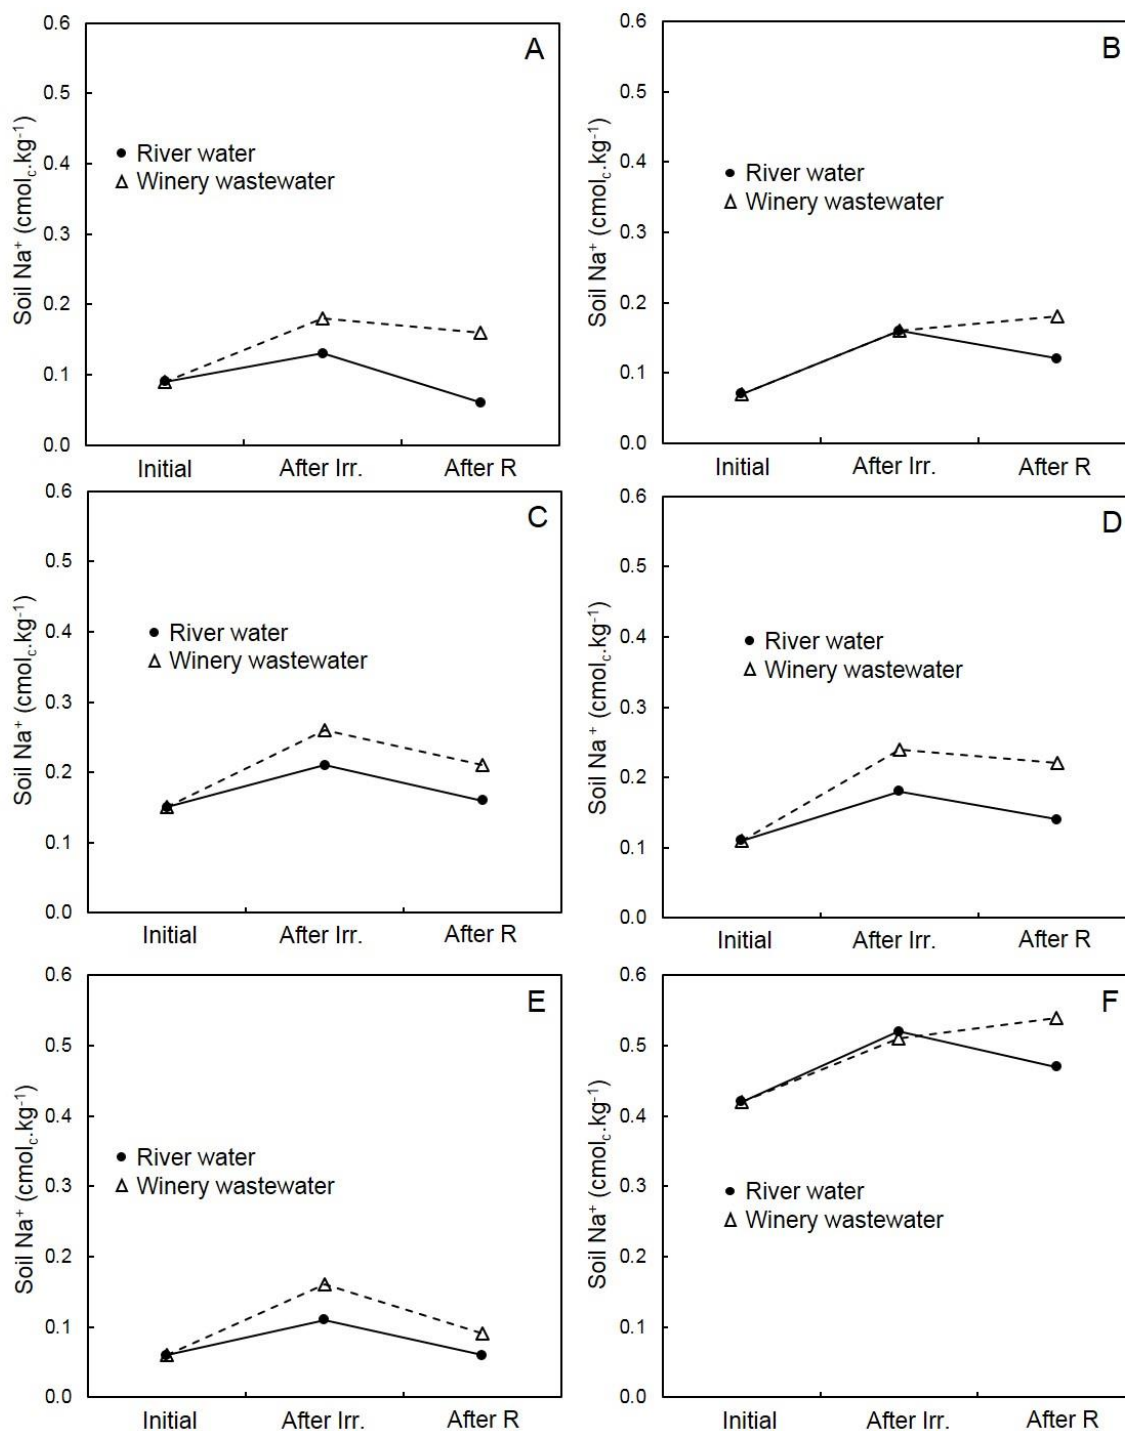 0.6
A
0.5
River water
Winery wastewater
0.4
0.3
0.2
0.1
0.0
Soil Na⁺ (cmol_c.kg⁻¹)
Initial After Irr. After R
0.6
B
0.5
0.4
River water
Winery wastewater
0.3
0.2
0.1
0.0
Soil Na⁺ (cmol_c.kg⁻¹)
Initial After Irr. After R
0.6
C
0.5
0.4
River water
Winery wastewater
0.3
0.2
0.1
0.0
Soil Na⁺ (cmol_c.kg⁻¹)
Initial After Irr. After R
0.6
D
0.5
0.4
River water
Winery wastewater
0.3
0.2
0.1
0.0
Soil Na⁺ (cmol_c.kg⁻¹)
Initial After Irr. After R
0.6
E
0.5
0.4
River water
Winery wastewater
0.3
0.2
0.1
0.0
Soil Na⁺ (cmol_c.kg⁻¹)
Initial After Irr. After R
0.6
F
0.5
0.4
0.3
River water
Winery wastewater
0.2
0.1
0.0
Soil Na⁺ (cmol_c.kg⁻¹)
Initial After Irr. After R